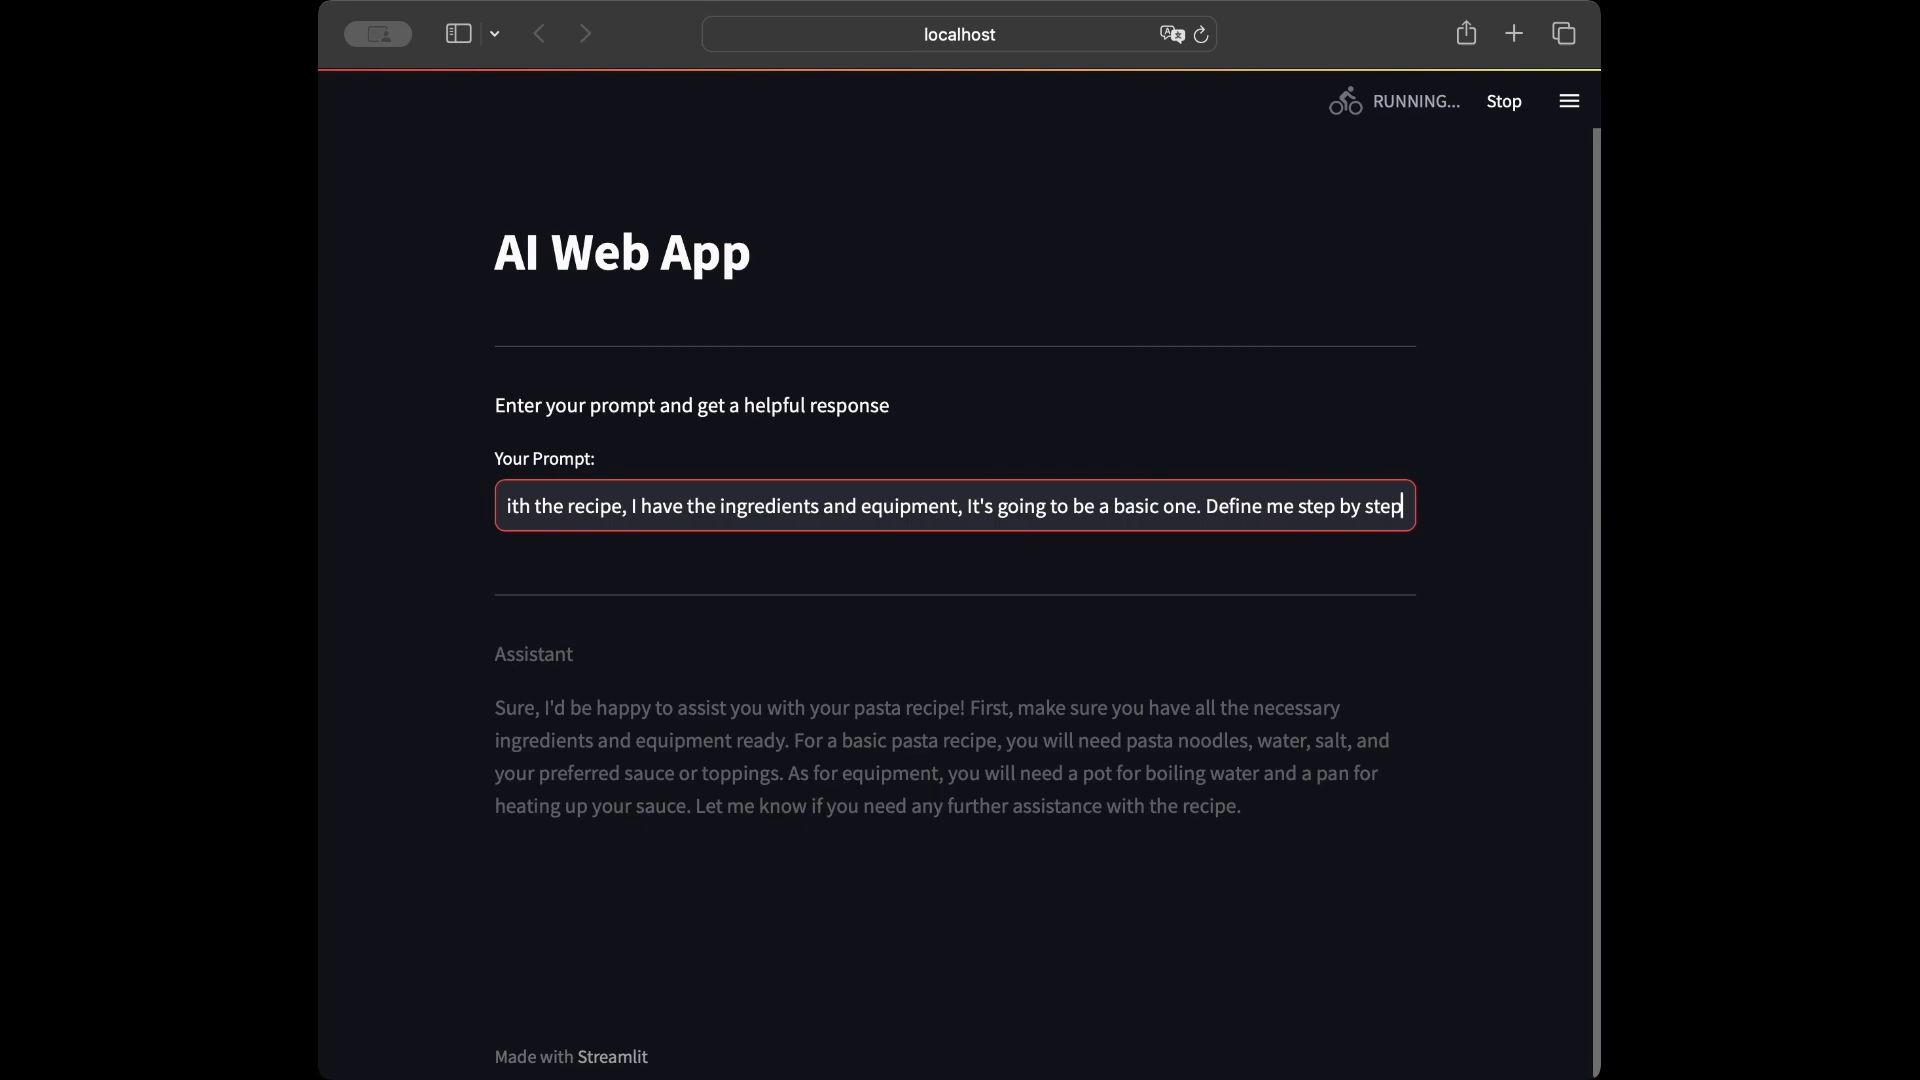 localhost
RUNNING...
Stop
AI Web App
Enter your prompt and get a helpful response
Your Prompt:
ith the recipe, I have the ingredients and equipment, It's going to be a basic one. Define me step by step
Assistant
Sure, I'd be happy to assist you with your pasta recipe! First, make sure you have all the necessary
ingredients and equipment ready. For a basic pasta recipe, you will need pasta noodles, water, salt, and
your preferred sauce or toppings. As for equipment, you will need a pot for boiling water and a pan for
heating up your sauce. Let me know if you need any further assistance with the recipe.
Made with Streamlit